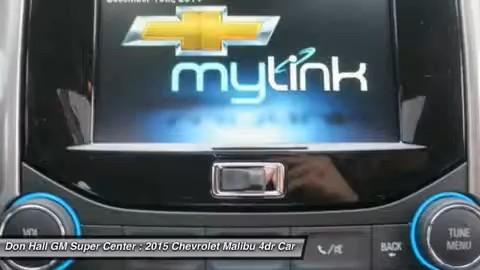 mylink
VOL
TUNE
MENU
BACK
Don Hall GM Super Center : 2015 Chevrolet Malibu 4dr Car